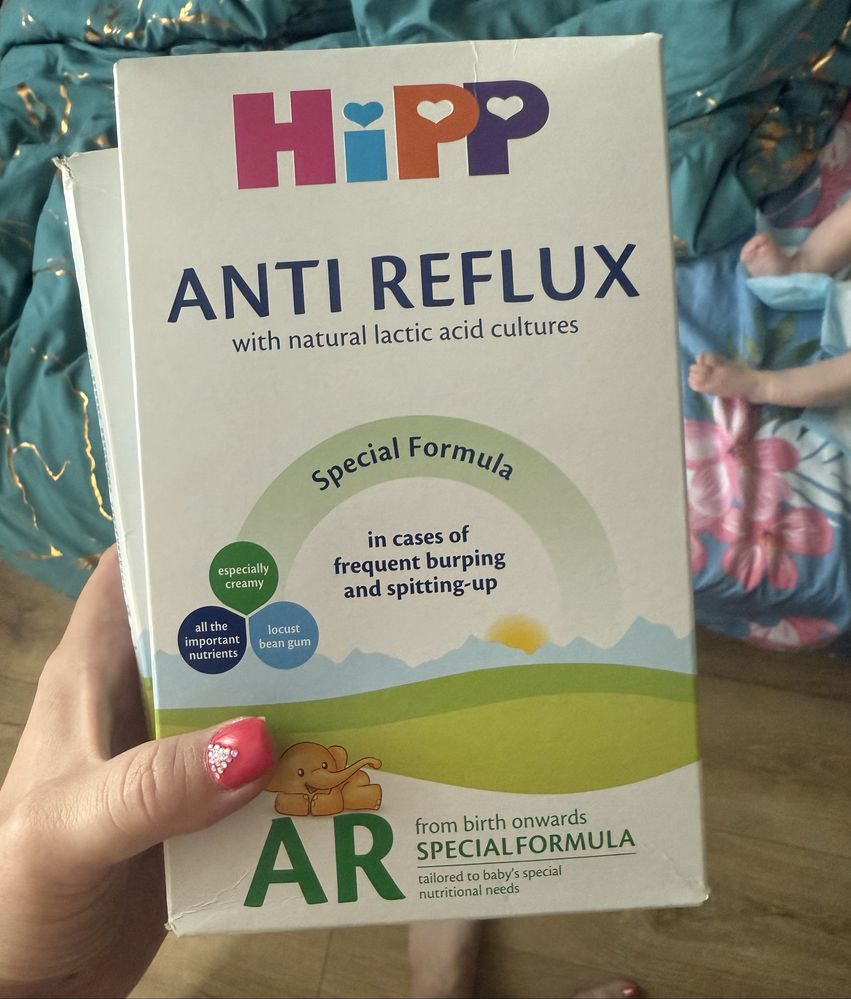 HiPP
ANTI REFLUX
with natural lactic acid cultures
Special Formula
in cases of
frequent burping
and spitting-up
especially
creamy
all the
important
nutrients
locust
bean gum
AR
from birth onwards
SPECIALFORMULA
tailored to baby's special
nutritional needs